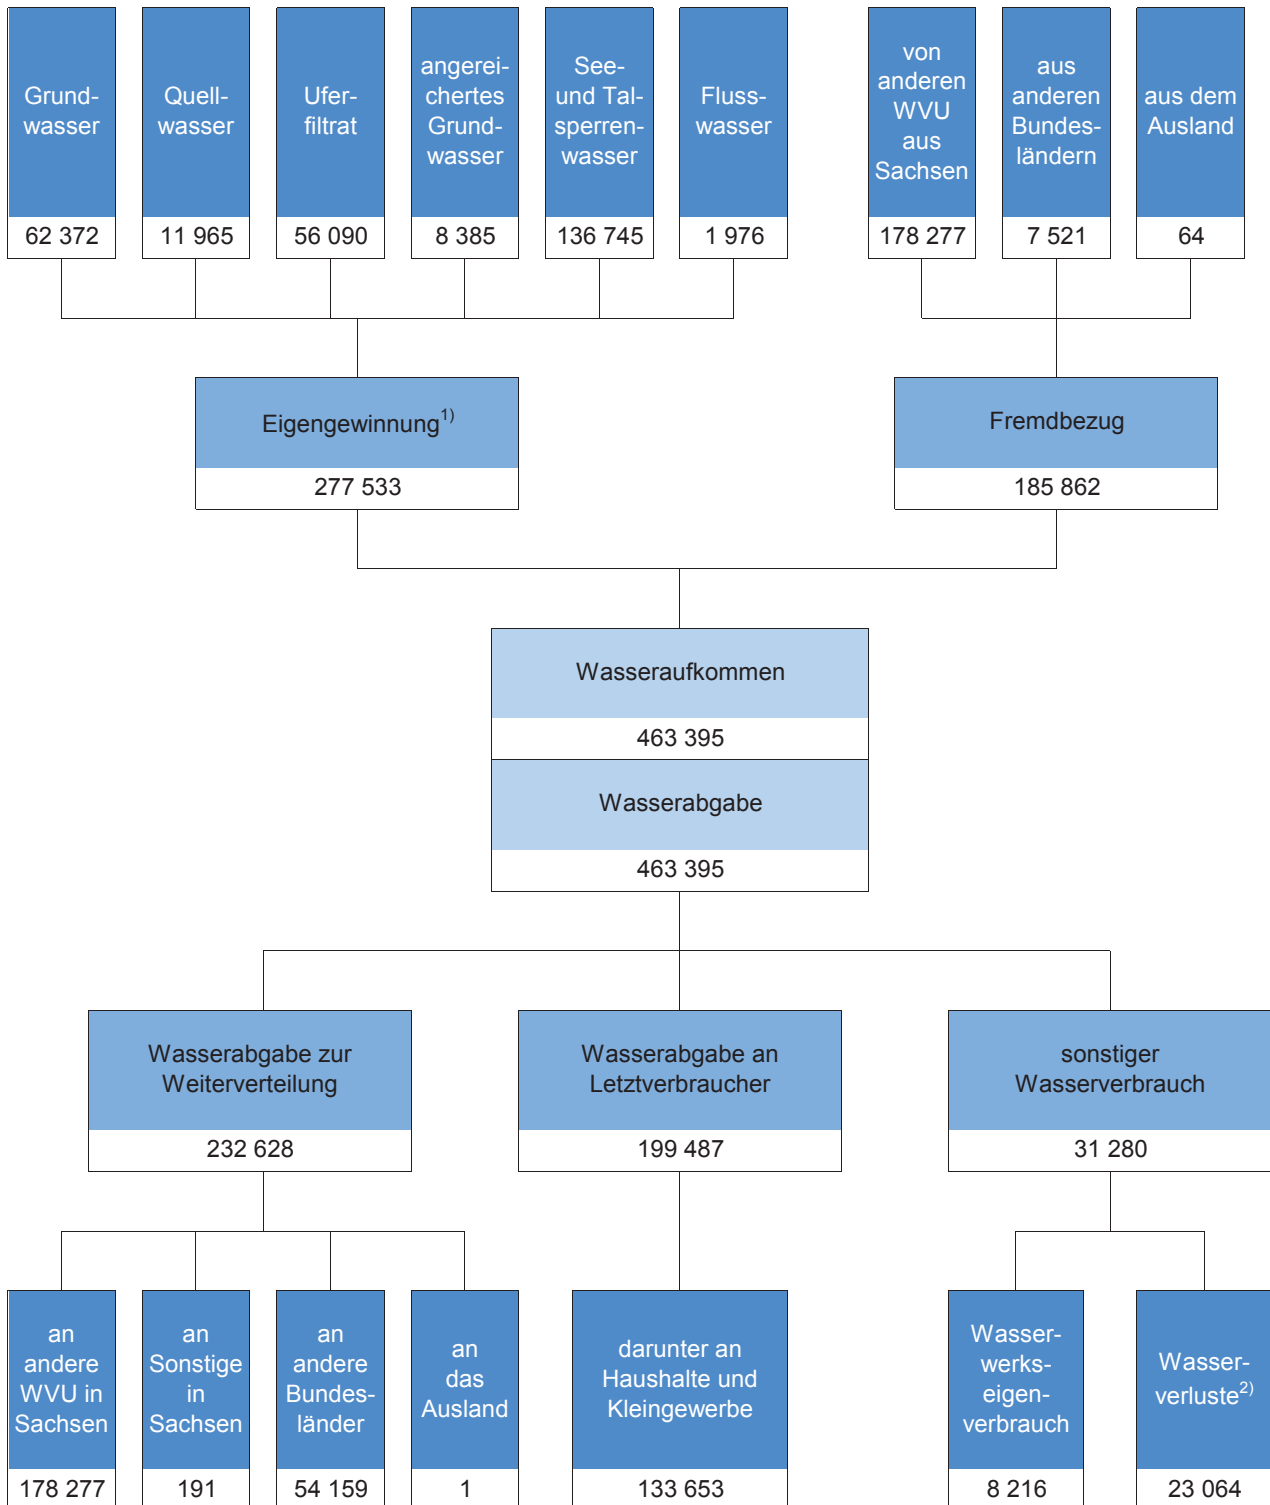 Grund-
wasser
62 372
Quell-
wasser
11 965
Ufer-
filtrat
56 090
angerei-
chertes
Grund-
wasser
8 385
See-
und Tal-
sperren-
wasser
136 745
Fluss-
wasser
1 976
von
anderen
WVU
aus
Sachsen
178 277
aus
anderen
Bundes-
ländern
7 521
aus dem
Ausland
64
Eigengewinnung1)
277 533
Fremdbezug
185 862
Wasseraufkommen
463 395
Wasserabgabe
463 395
Wasserabgabe zur
Weiterverteilung
232 628
Wasserabgabe an
Letztverbraucher
199 487
sonstiger
Wasserverbrauch
31 280
an
andere
WVU in
Sachsen
178 277
an
Sonstige
in
Sachsen
191
an
andere
Bundes-
länder
54 159
an
das
Ausland
1
darunter an
Haushalte und
Kleingewerbe
133 653
Wasser-
werks-
eigen-
verbrauch
8 216
Wasser-
verluste2)
23 064